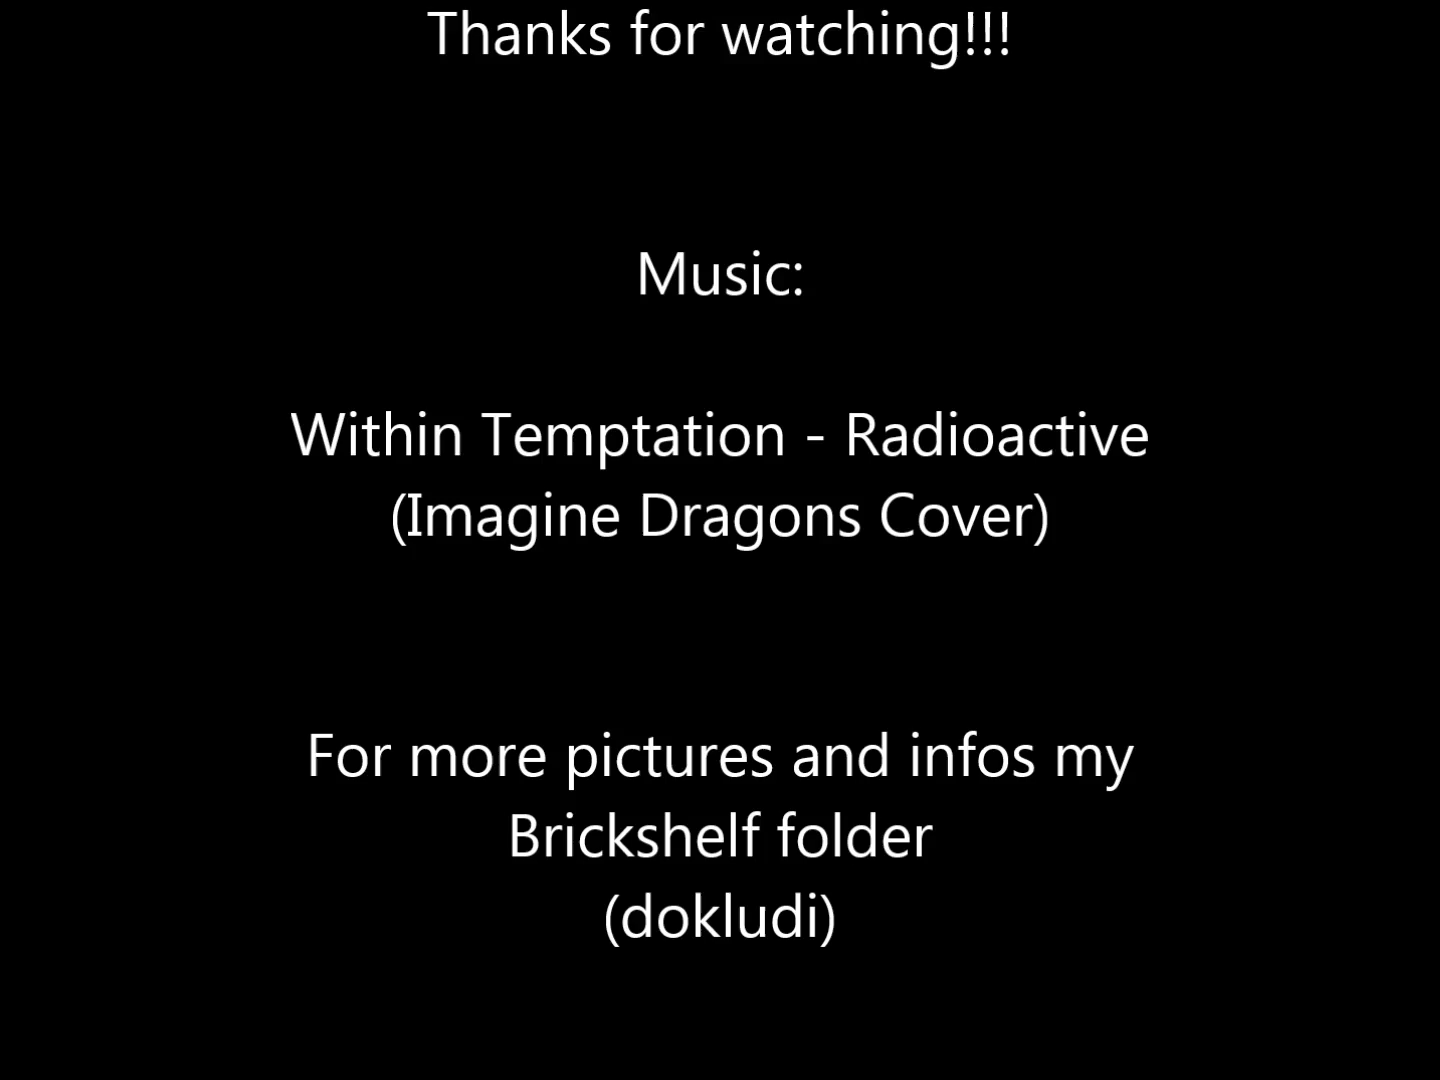 Thanks for watching!!!
Music:
Within Temptation - Radioactive
(Imagine Dragons Cover)
For more pictures and infos my
Brickshelf folder
(dokludi)